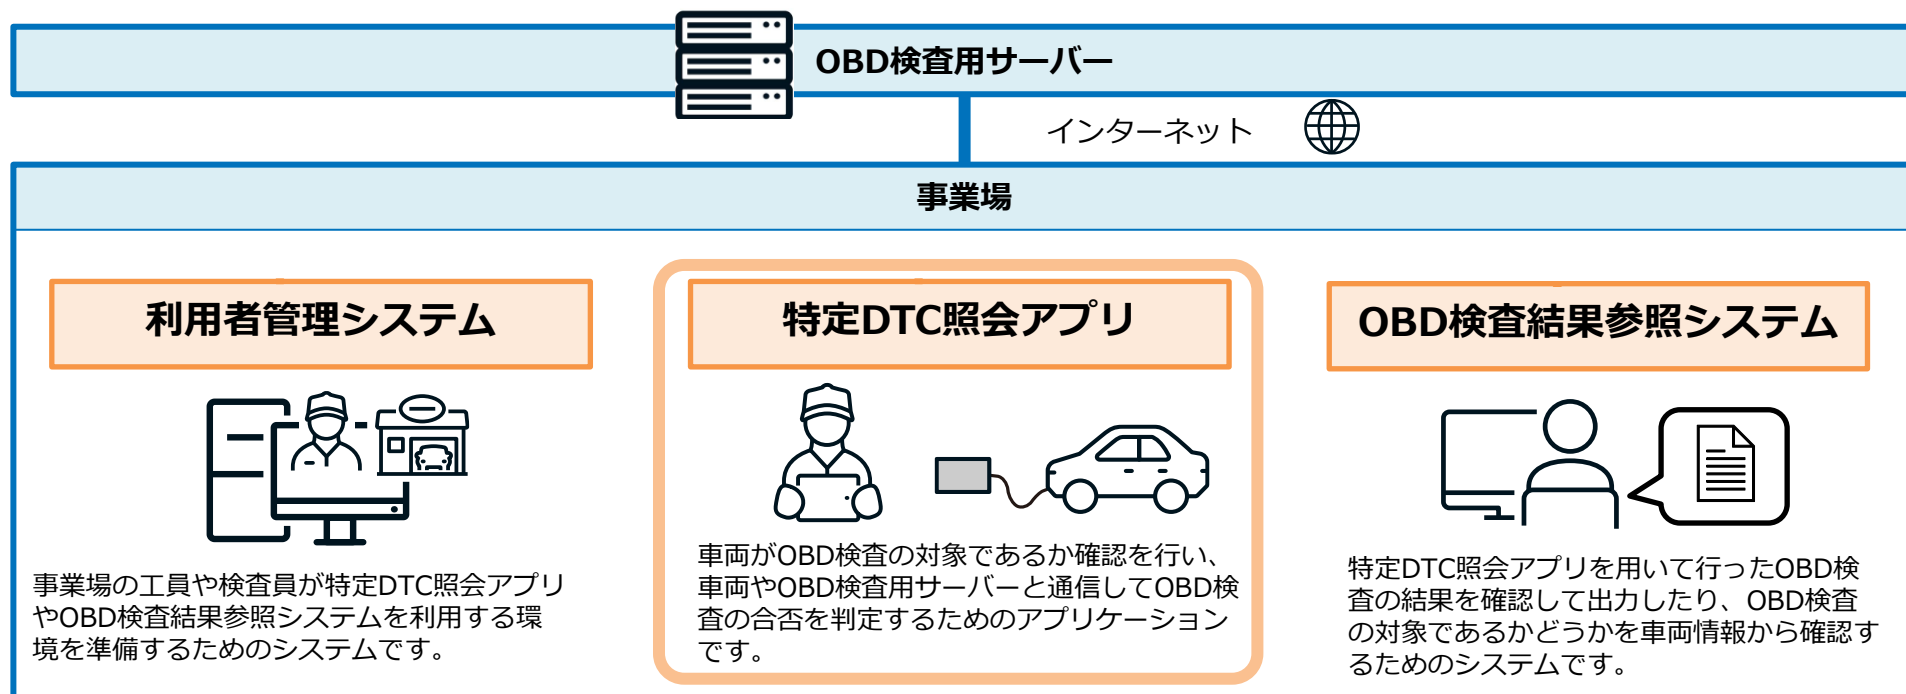 OBD検査用サーバー
インターネット
事業場
利用者管理システム
事業場の工員や検査員が特定DTC照会アプリ
やOBD検査結果参照システムを利用する環
境を準備するためのシステムです。
特定DTC照会アプリ
車両がOBD検査の対象であるか確認を行い、
車両やOBD検査用サーバーと通信してOBD検
査の合否を判定するためのアプリケーション
です。
OBD検査結果参照システム
特定DTC照会アプリを用いて行ったOBD検
査の結果を確認して出力したり、OBD検査
の対象であるかどうかを車両情報から確認す
るためのシステムです。